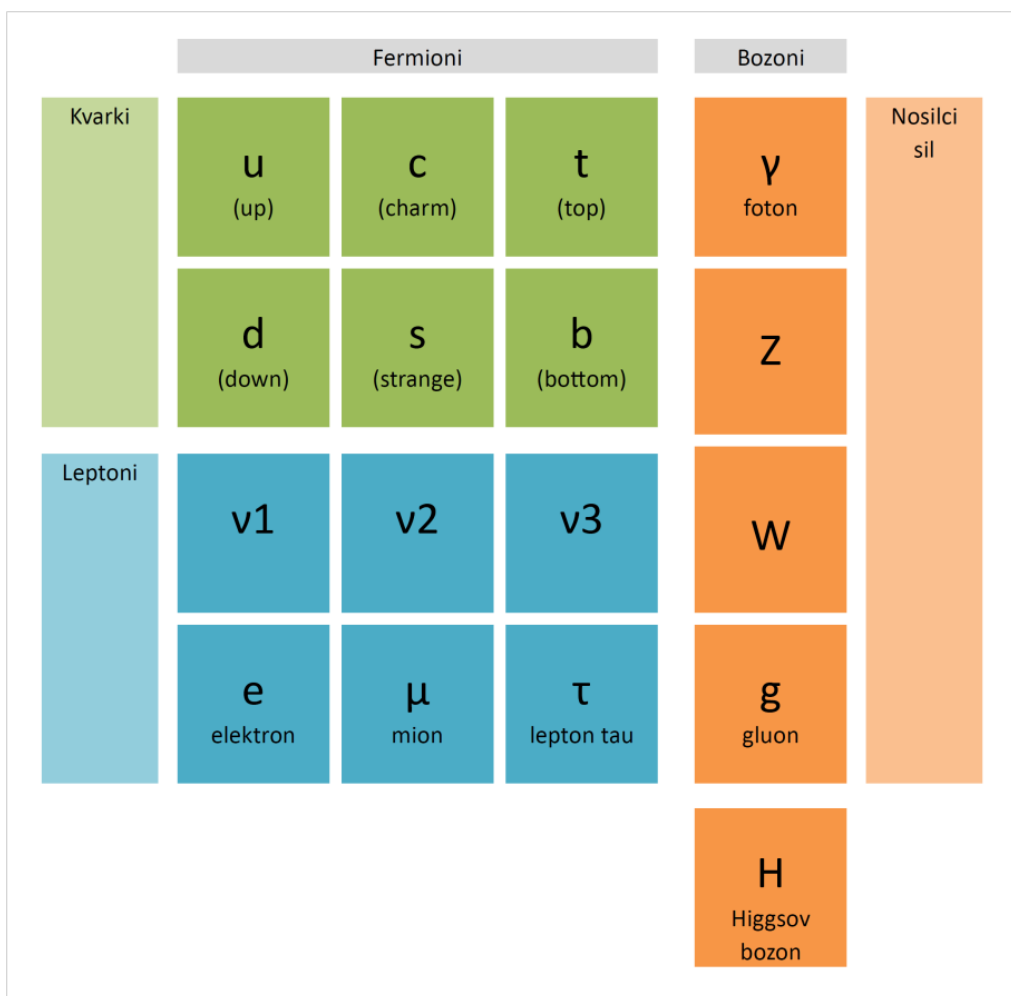 Fermioni
Bozoni
Kvarki
u
(up)
c
(charm)
t
(top)
γ
foton
Nosilci
sil
d
(down)
s
(strange)
b
(bottom)
Z
Leptoni
ν1
ν2
ν3
W
e
elektron
μ
mion
τ
lepton tau
g
gluon
H
Higgsov
bozon